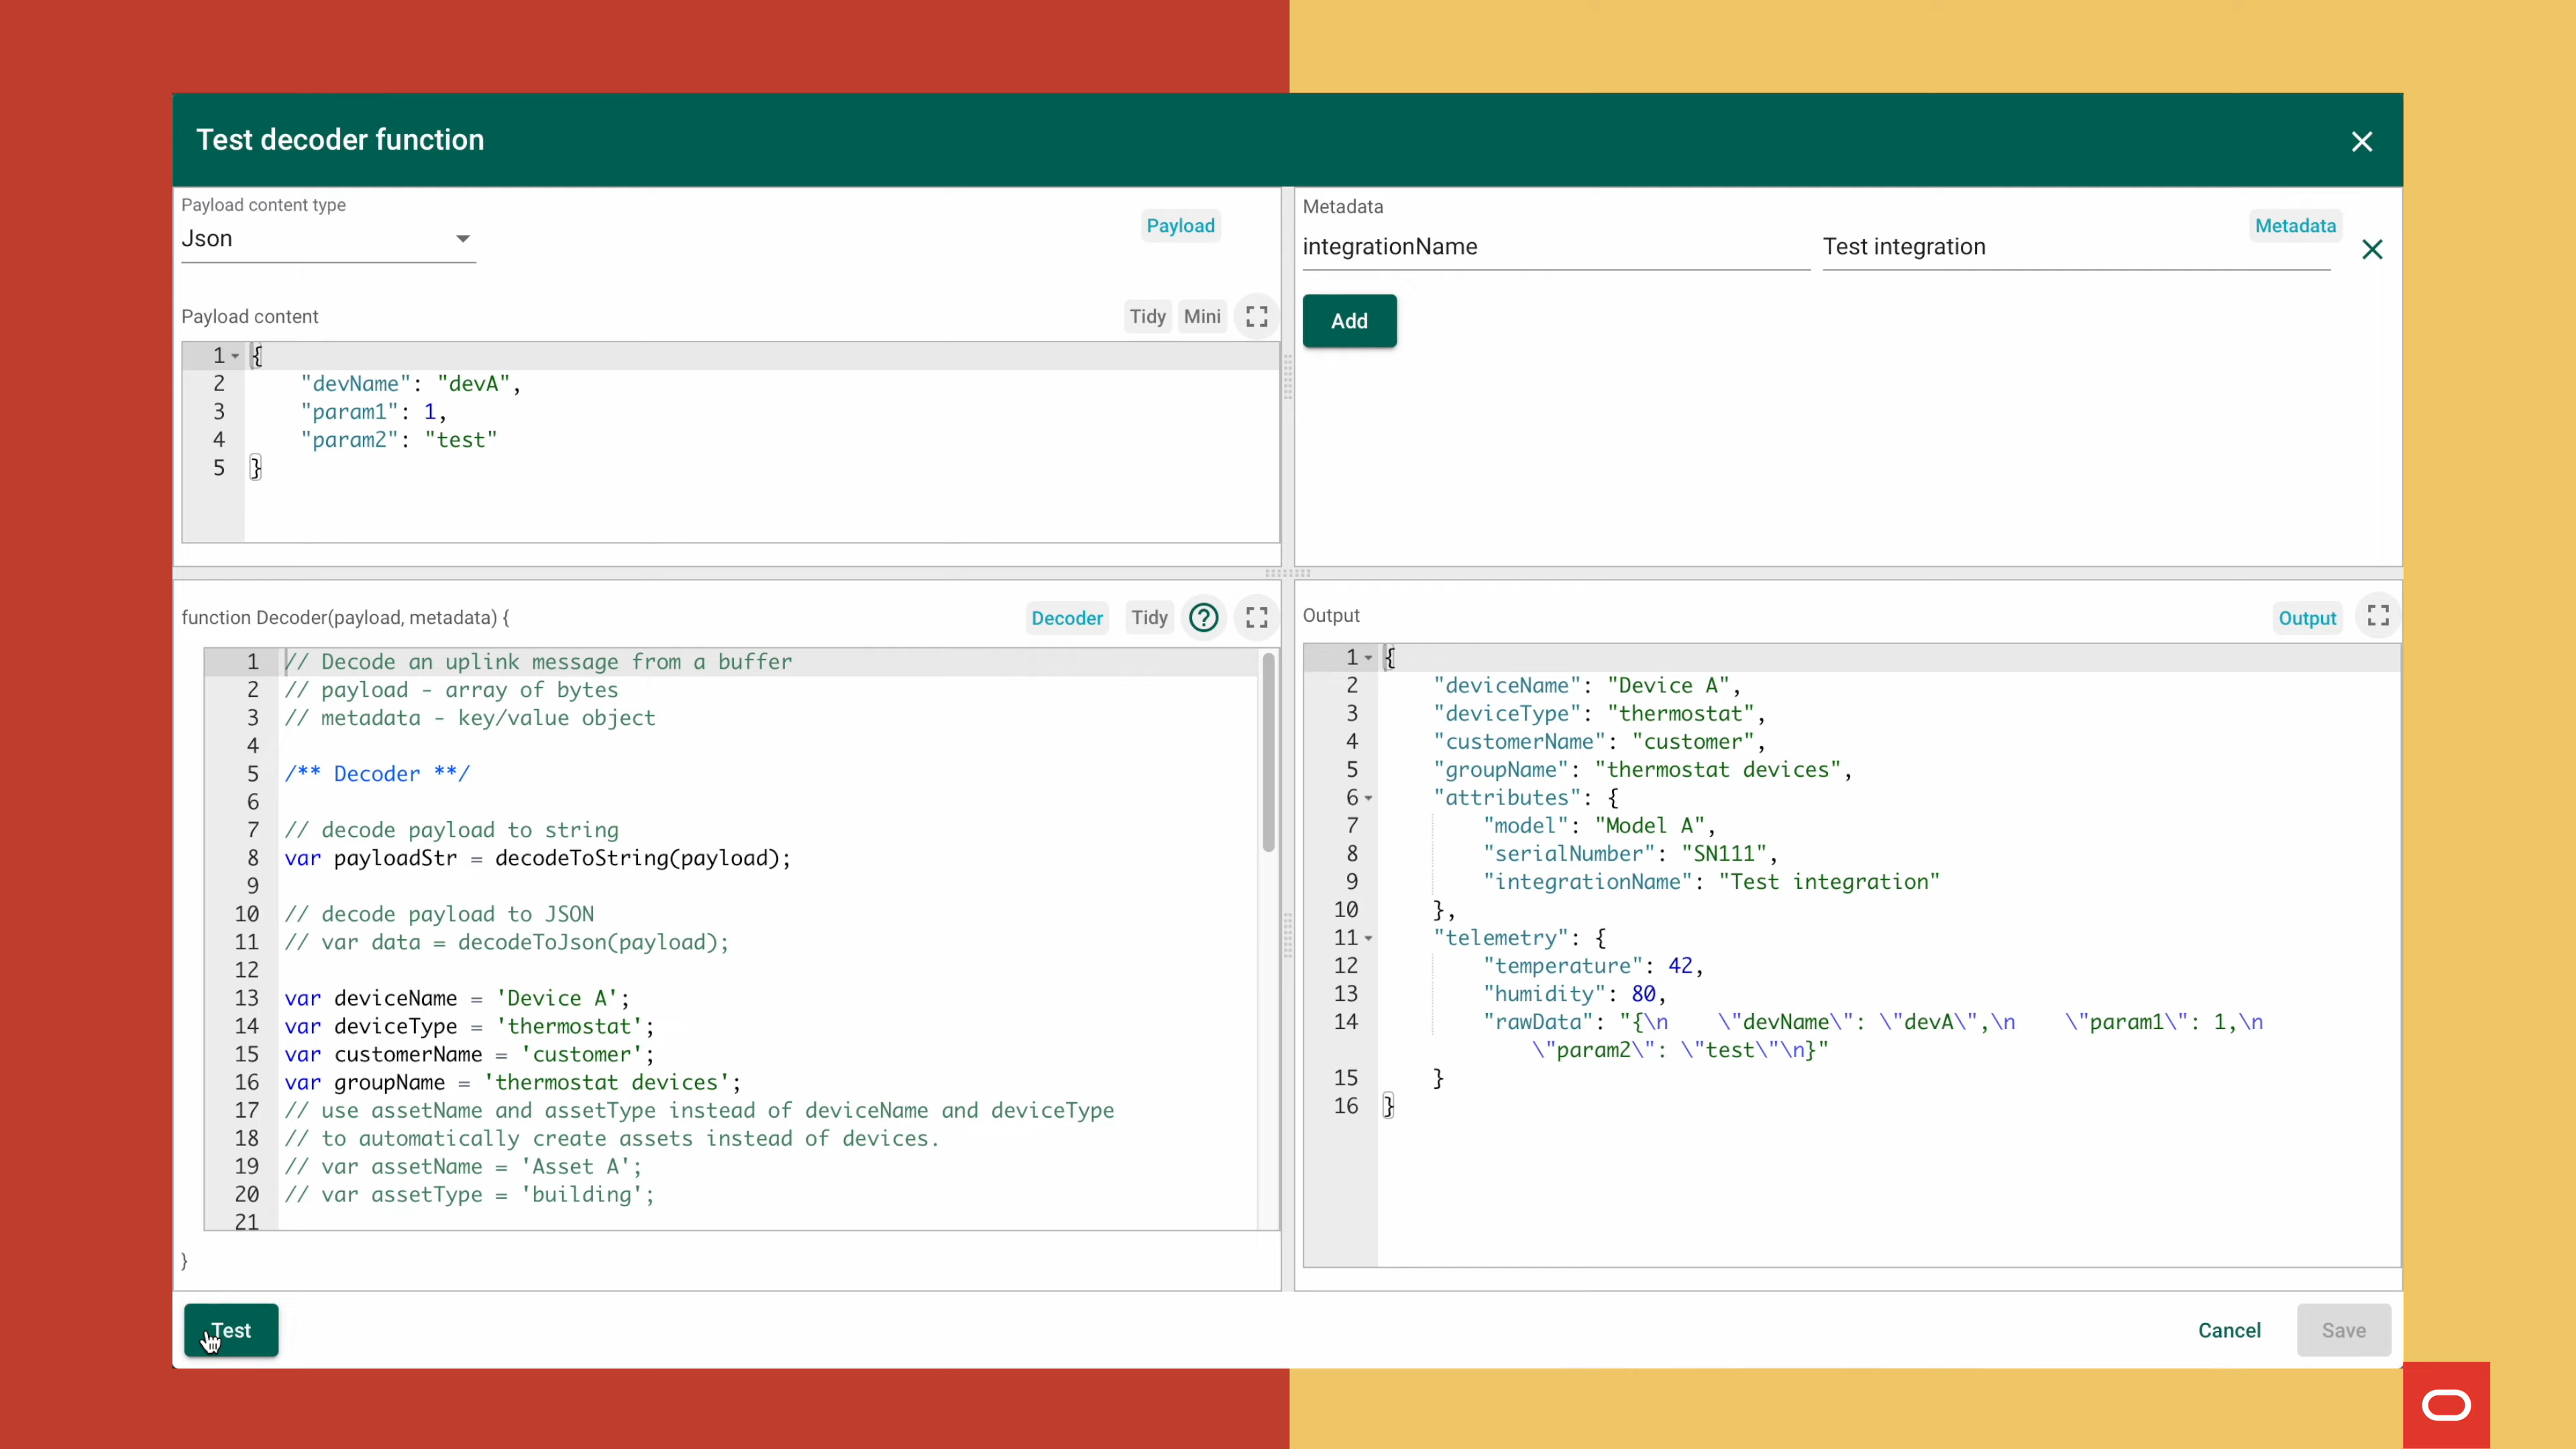 Test decoder function
Payload content type
Json
Payload
Payload content
Tidy
Mini
1 {
2 "devName": "devA",
3 "param1": 1,
4 "param2": "test"
5 }
Metadata
Metadata
integrationName
Test integration
Add
function Decoder(payload, metadata) {
Decoder
Tidy
?
1 // Decode an uplink message from a buffer
2 // payload - array of bytes
3 // metadata - key/value object
4
5 /** Decoder **/
6
7 // decode payload to string
8 var payloadStr = decodeToString(payload);
9
10 // decode payload to JSON
11 // var data = decodeToJson(payload);
12
13 var deviceName = 'Device A';
14 var deviceType = 'thermostat';
15 var customerName = 'customer';
16 var groupName = 'thermostat devices';
17 // use assetName and assetType instead of deviceName and deviceType
18 // to automatically create assets instead of devices.
19 // var assetName = 'Asset A';
20 // var assetType = 'building';
21
}
Output
Output
1 {
2 "deviceName": "Device A",
3 "deviceType": "thermostat",
4 "customerName": "customer",
5 "groupName": "thermostat devices",
6 "attributes": {
7 "model": "Model A",
8 "serialNumber": "SN111",
9 "integrationName": "Test integration"
10 },
11 "telemetry": {
12 "temperature": 42,
13 "humidity": 80,
14 "rawData": "{\n    \"devName\": \"devA\",\n    \"param1\": 1,\n
\"param2\": \"test\"\n}"
15 }
16 }
Test
Cancel
Save